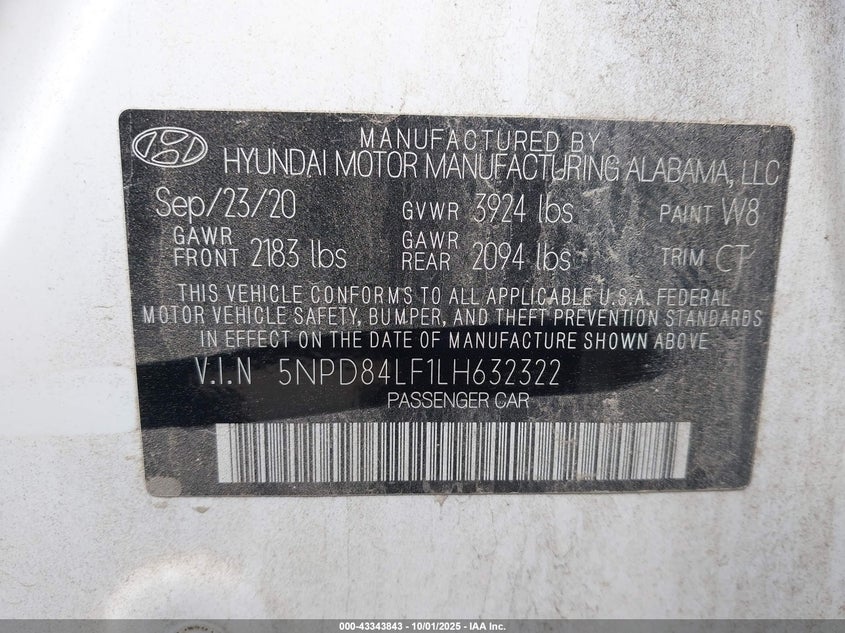 MANUFACTURED BY
HYUNDAI MOTOR MANUFACTURING ALABAMA, LLC
Sep/23/20 GVWR 3924 lbs PAINT W8
GAWR FRONT 2183 lbs GAWR REAR 2094 lbs TRIM CT
THIS VEHICLE CONFORMS TO ALL APPLICABLE U.S.A. FEDERAL
MOTOR VEHICLE SAFETY, BUMPER, AND THEFT PREVENTION STANDARDS
IN EFFECT ON THE DATE OF MANUFACTURE SHOWN ABOVE
V.I.N 5NPD84LF1LH632322
PASSENGER CAR
000-43343843 - 10/01/2025 - IAA Inc.